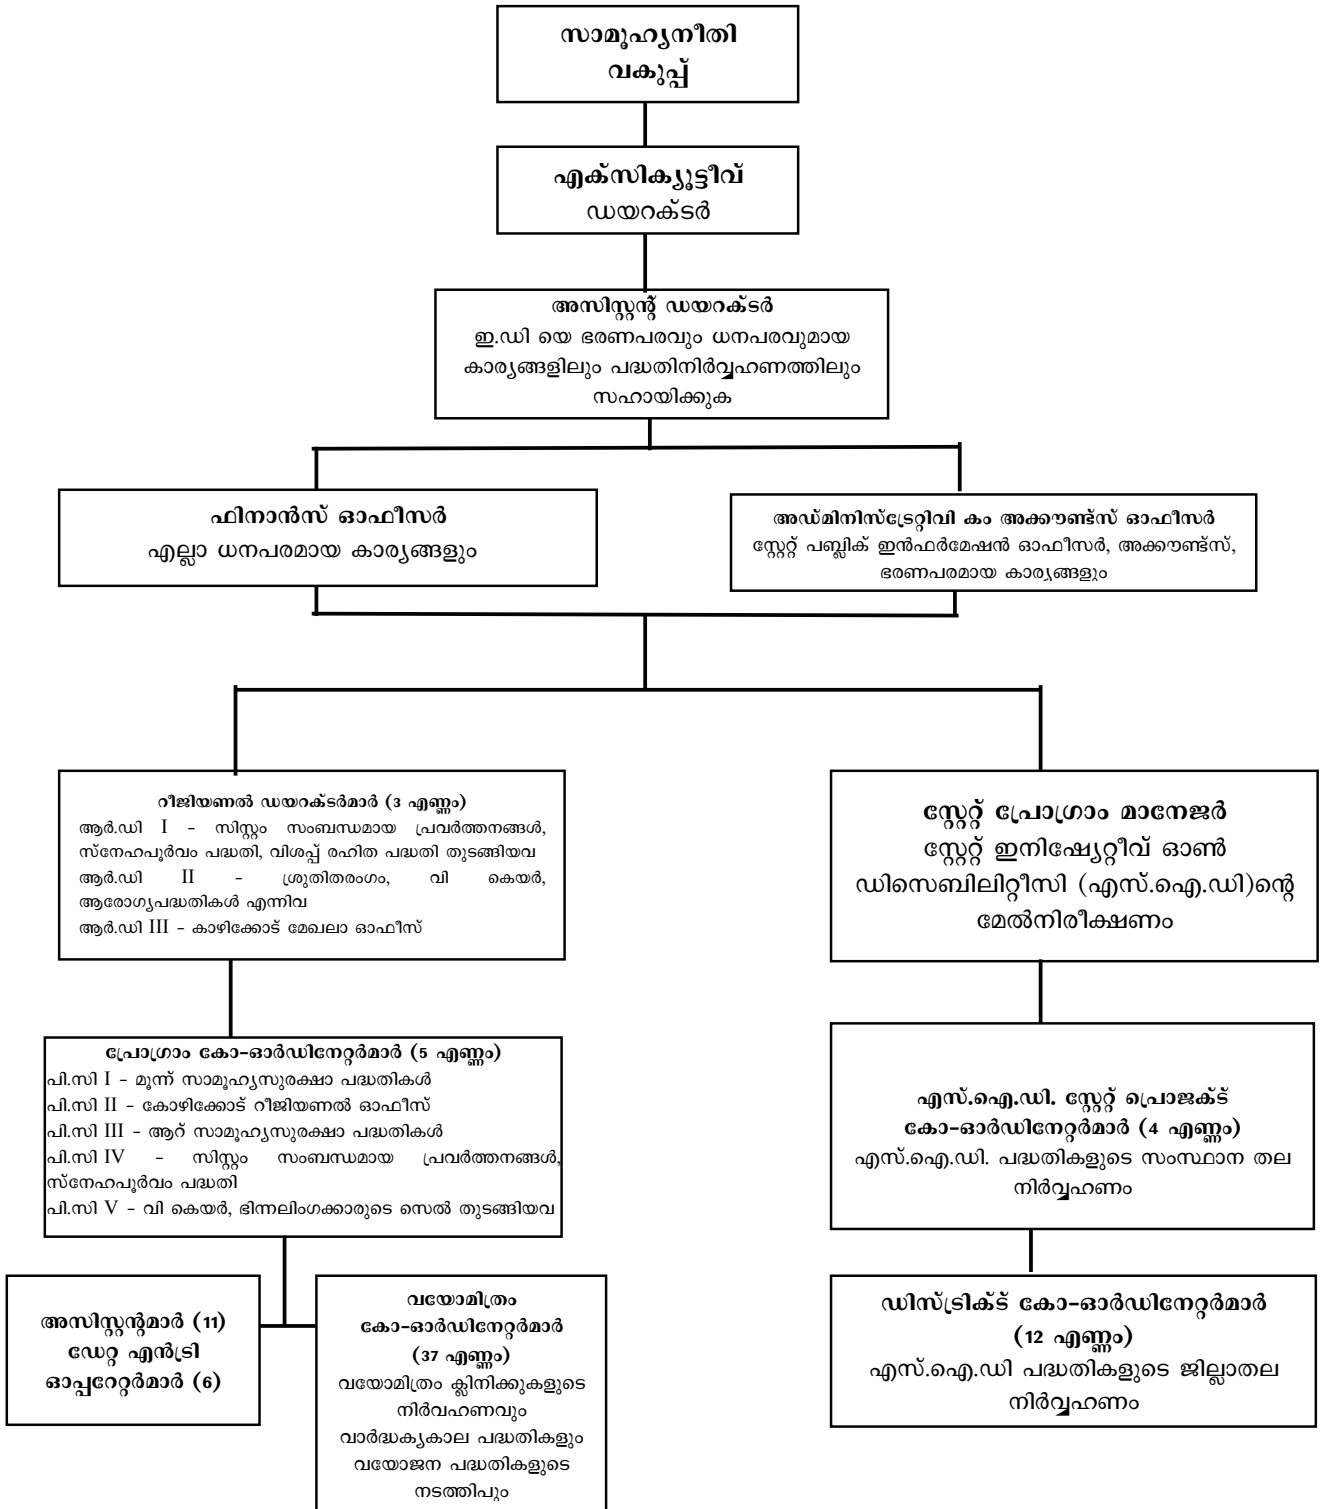 സാമൂഹ്യനീതി
വകുപ്പ്
എക്സിക്യൂട്ടീവ്
ഡയറക്ടർ
അസിസ്റ്റന്റ് ഡയറക്ടർ
ഇ.ഡി യെ ഭരണപരവും ധനപരവുമായ
കാര്യങ്ങളിലും പദ്ധതിനിർവ്വഹണത്തിലും
സഹായിക്കുക
ഫിനാൻസ് ഓഫീസർ
എല്ലാ ധനപരമായ കാര്യങ്ങളും
അഡ്മിനിസ്ട്രേറ്റിവി കം അക്കൗണ്ട്സ് ഓഫീസർ
സ്റ്റേറ്റ് പബ്ലിക് ഇൻഫർമേഷൻ ഓഫീസർ, അക്കൗണ്ട്സ്,
ഭരണപരമായ കാര്യങ്ങളും
റീജിയണൽ ഡയറക്ടർമാർ (3 എണ്ണം)
ആർ.ഡി I - സിസ്റ്റം സംബന്ധമായ പ്രവർത്തനങ്ങൾ,
സ്നേഹപൂർവം പദ്ധതി, വിശപ്പ് രഹിത പദ്ധതി തുടങ്ങിയവ
ആർ.ഡി II - ശ്രുതിതരംഗം, വി കെയർ,
ആരോഗ്യപദ്ധതികൾ എന്നിവ
ആർ.ഡി III - കാഴിക്കോട് മേഖലാ ഓഫീസ്
സ്റ്റേറ്റ് പ്രോഗ്രാം മാനേജർ
സ്റ്റേറ്റ് ഇനിഷ്യേറ്റീവ് ഓൺ
ഡിസെബിലിറ്റീസി (എസ്.ഐ.ഡി)ന്റെ
മേൽനിരീക്ഷണം
പ്രോഗ്രാം കോ-ഓർഡിനേറ്റർമാർ (5 എണ്ണം)
പി.സി I - മൂന്ന് സാമൂഹ്യസുരക്ഷാ പദ്ധതികൾ
പി.സി II - കോഴിക്കോട് റീജിയണൽ ഓഫീസ്
പി.സി III - ആറ് സാമൂഹ്യസുരക്ഷാ പദ്ധതികൾ
പി.സി IV - സിസ്റ്റം സംബന്ധമായ പ്രവർത്തനങ്ങൾ,
സ്നേഹപൂർവം പദ്ധതി
പി.സി V - വി കെയർ, ഭിന്നലിംഗക്കാരുടെ സെൽ തുടങ്ങിയവ
എസ്.ഐ.ഡി. സ്റ്റേറ്റ് പ്രൊജക്ട്
കോ-ഓർഡിനേറ്റർമാർ (4 എണ്ണം)
എസ്.ഐ.ഡി. പദ്ധതികളുടെ സംസ്ഥാന തല
നിർവ്വഹണം
അസിസ്റ്റന്റുമാർ (11)
ഡേറ്റ എൻട്രി
ഓപ്പറേറ്റർമാർ (6)
വയോമിത്രം
കോ-ഓർഡിനേറ്റർമാർ
(37 എണ്ണം)
വയോമിത്രം ക്ലിനിക്കുകളുടെ
നിർവഹണവും
വാർദ്ധക്യകാല പദ്ധതികളും
വയോജന പദ്ധതികളുടെ
നടത്തിപും
ഡിസ്ട്രിക്ട് കോ-ഓർഡിനേറ്റർമാർ
(12 എണ്ണം)
എസ്.ഐ.ഡി പദ്ധതികളുടെ ജില്ലാതല
നിർവ്വഹണം